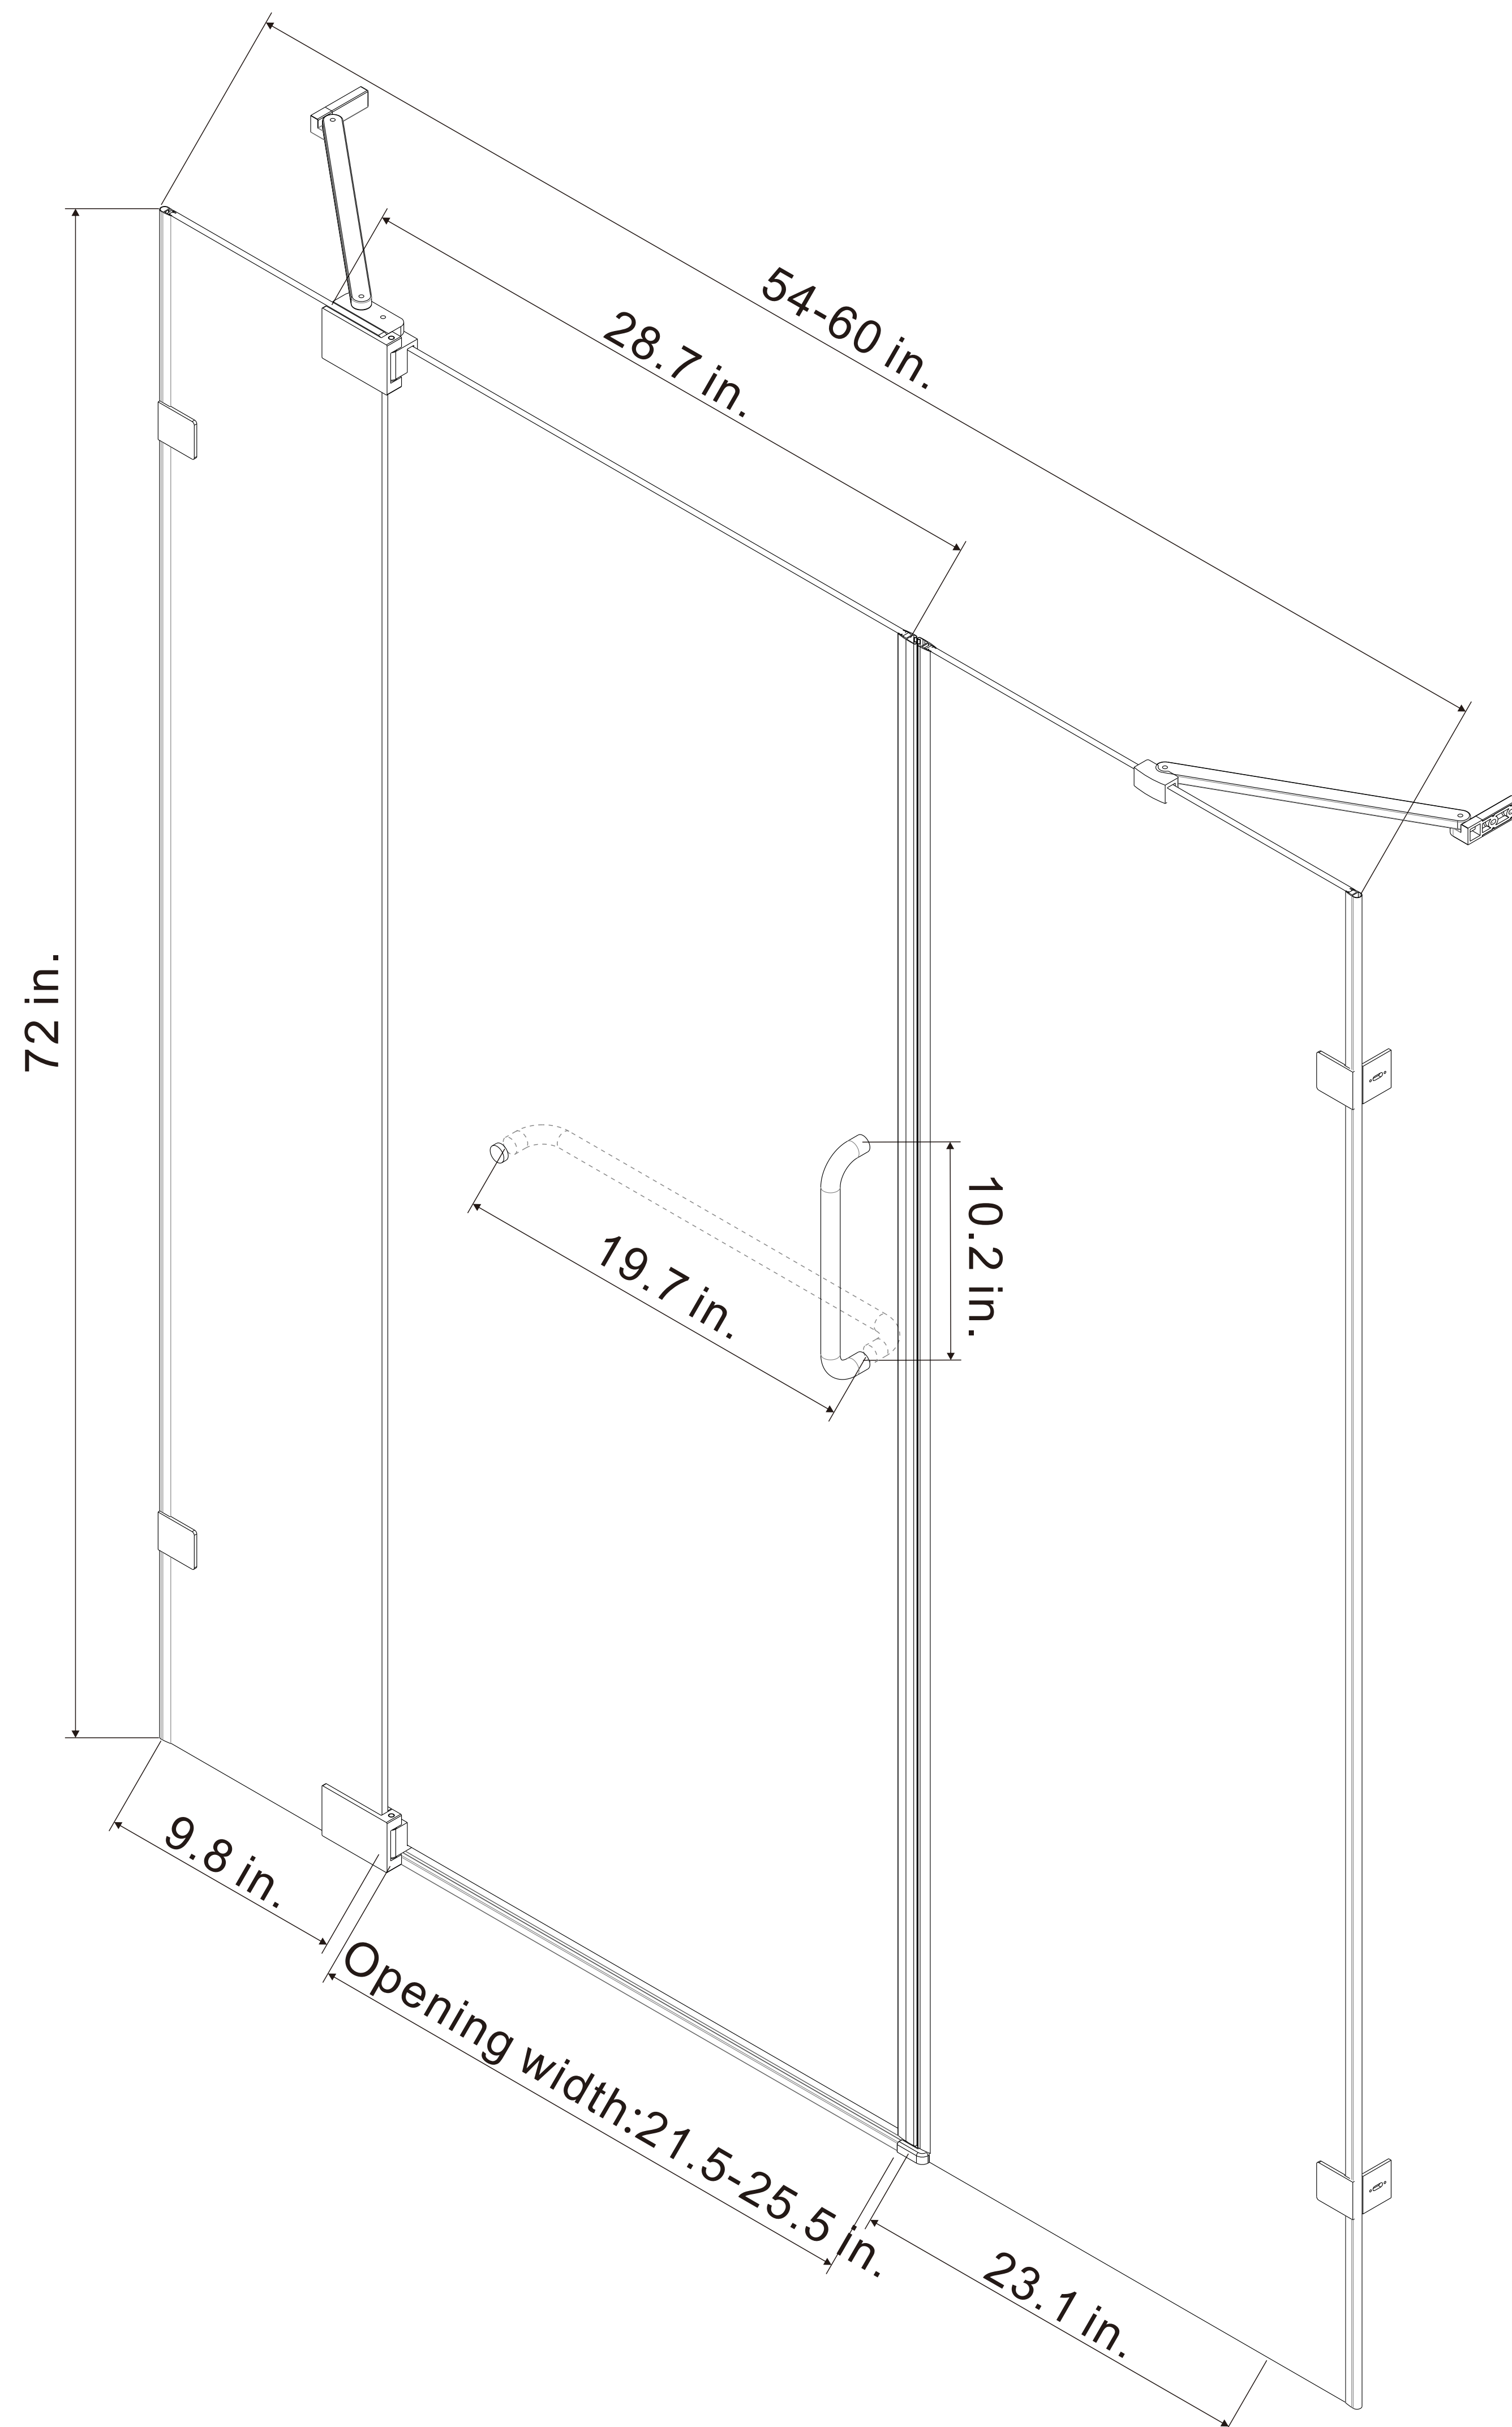 54-60 in.
28.7 in.
72 in.
10.2 in.
19.7 in.
9.8 in.
Opening width:21.5-25.5 in.
23.1 in.